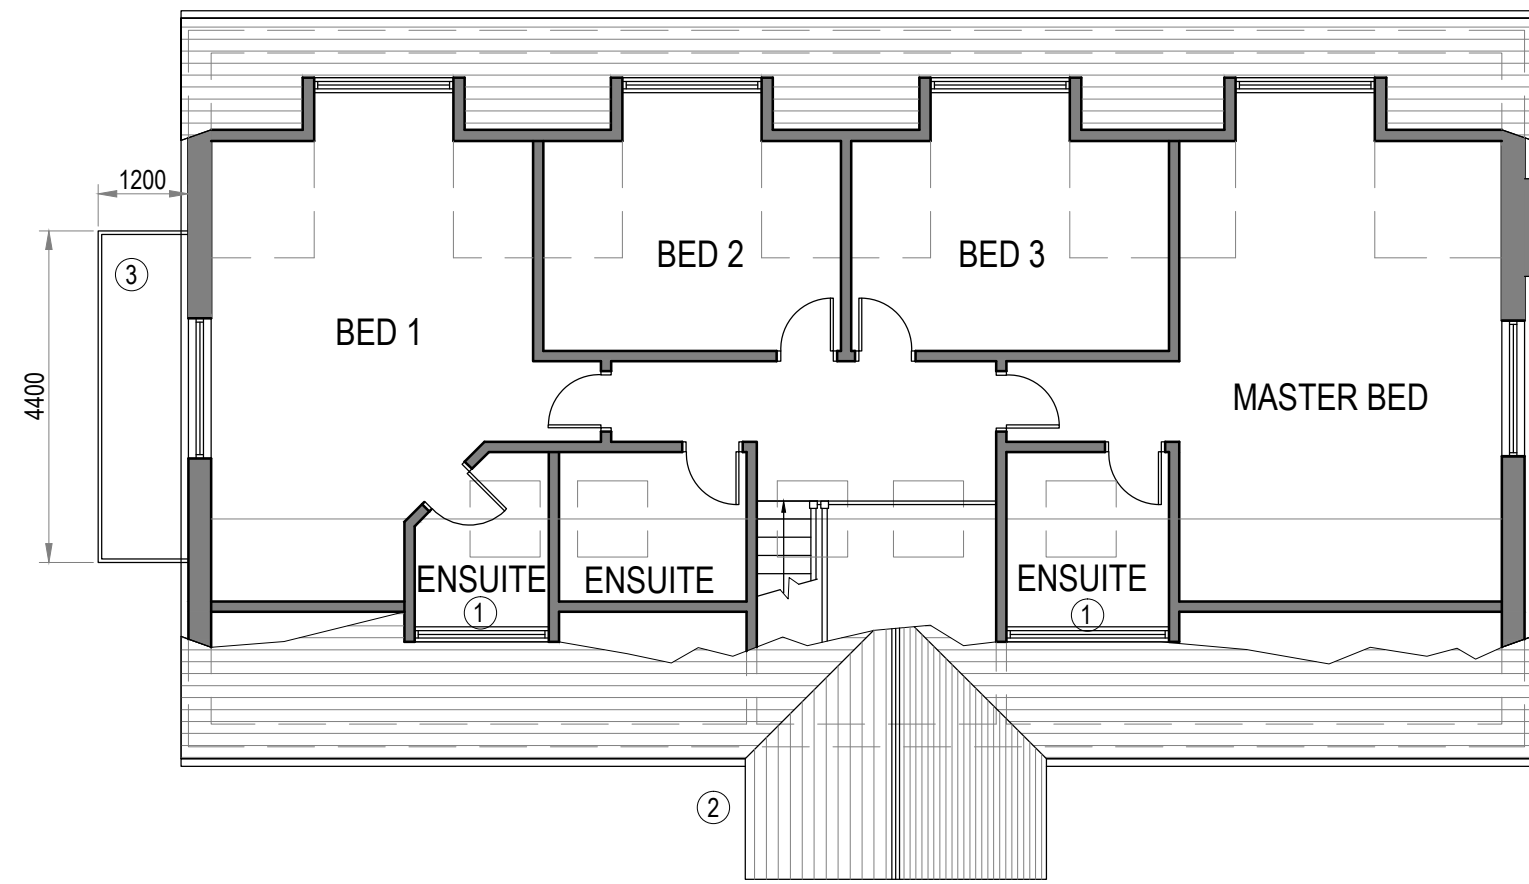 1200
3
BED 2
BED 3
BED 1
4400
MASTER BED
ENSUITE
1
ENSUITE
ENSUITE
1
2